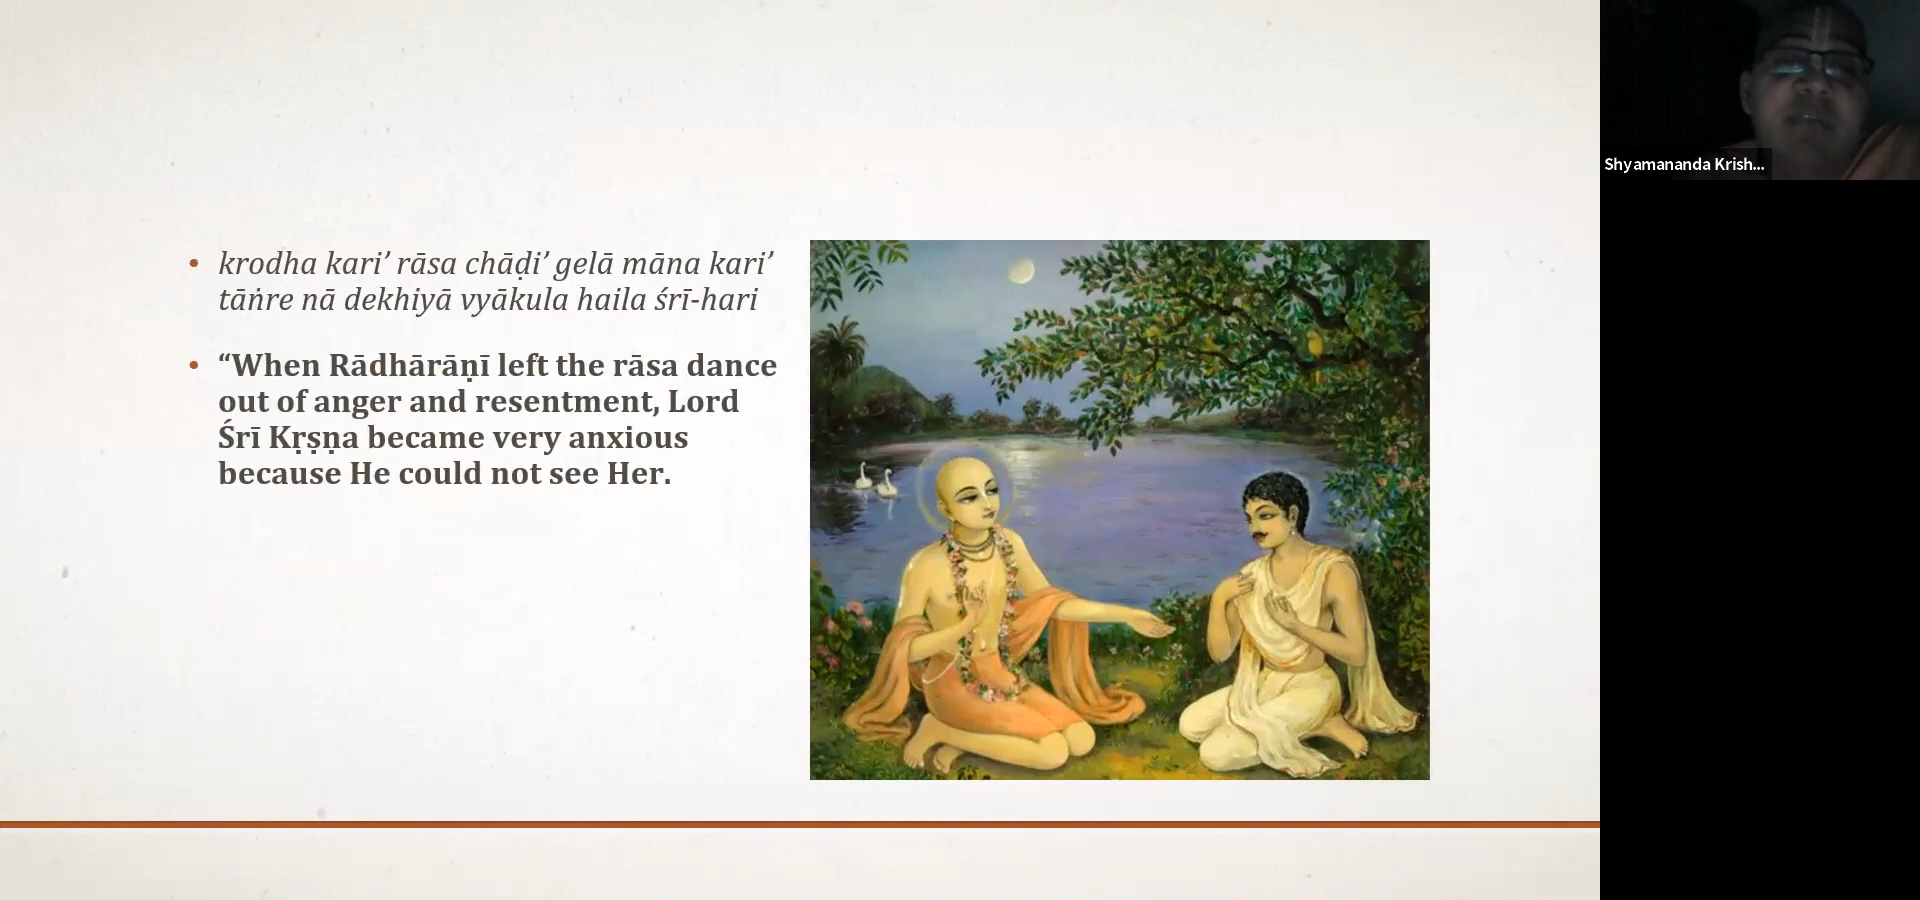 • krodha kari’ rāsa chāḍi’ gelā māna kari’
tāṅre nā dekhiyā vyākula haila śrī-hari
• “When Rādhārāṇī left the rāsa dance
out of anger and resentment, Lord
Śrī Kṛṣṇa became very anxious
because He could not see Her.
Shyamananda Krish...